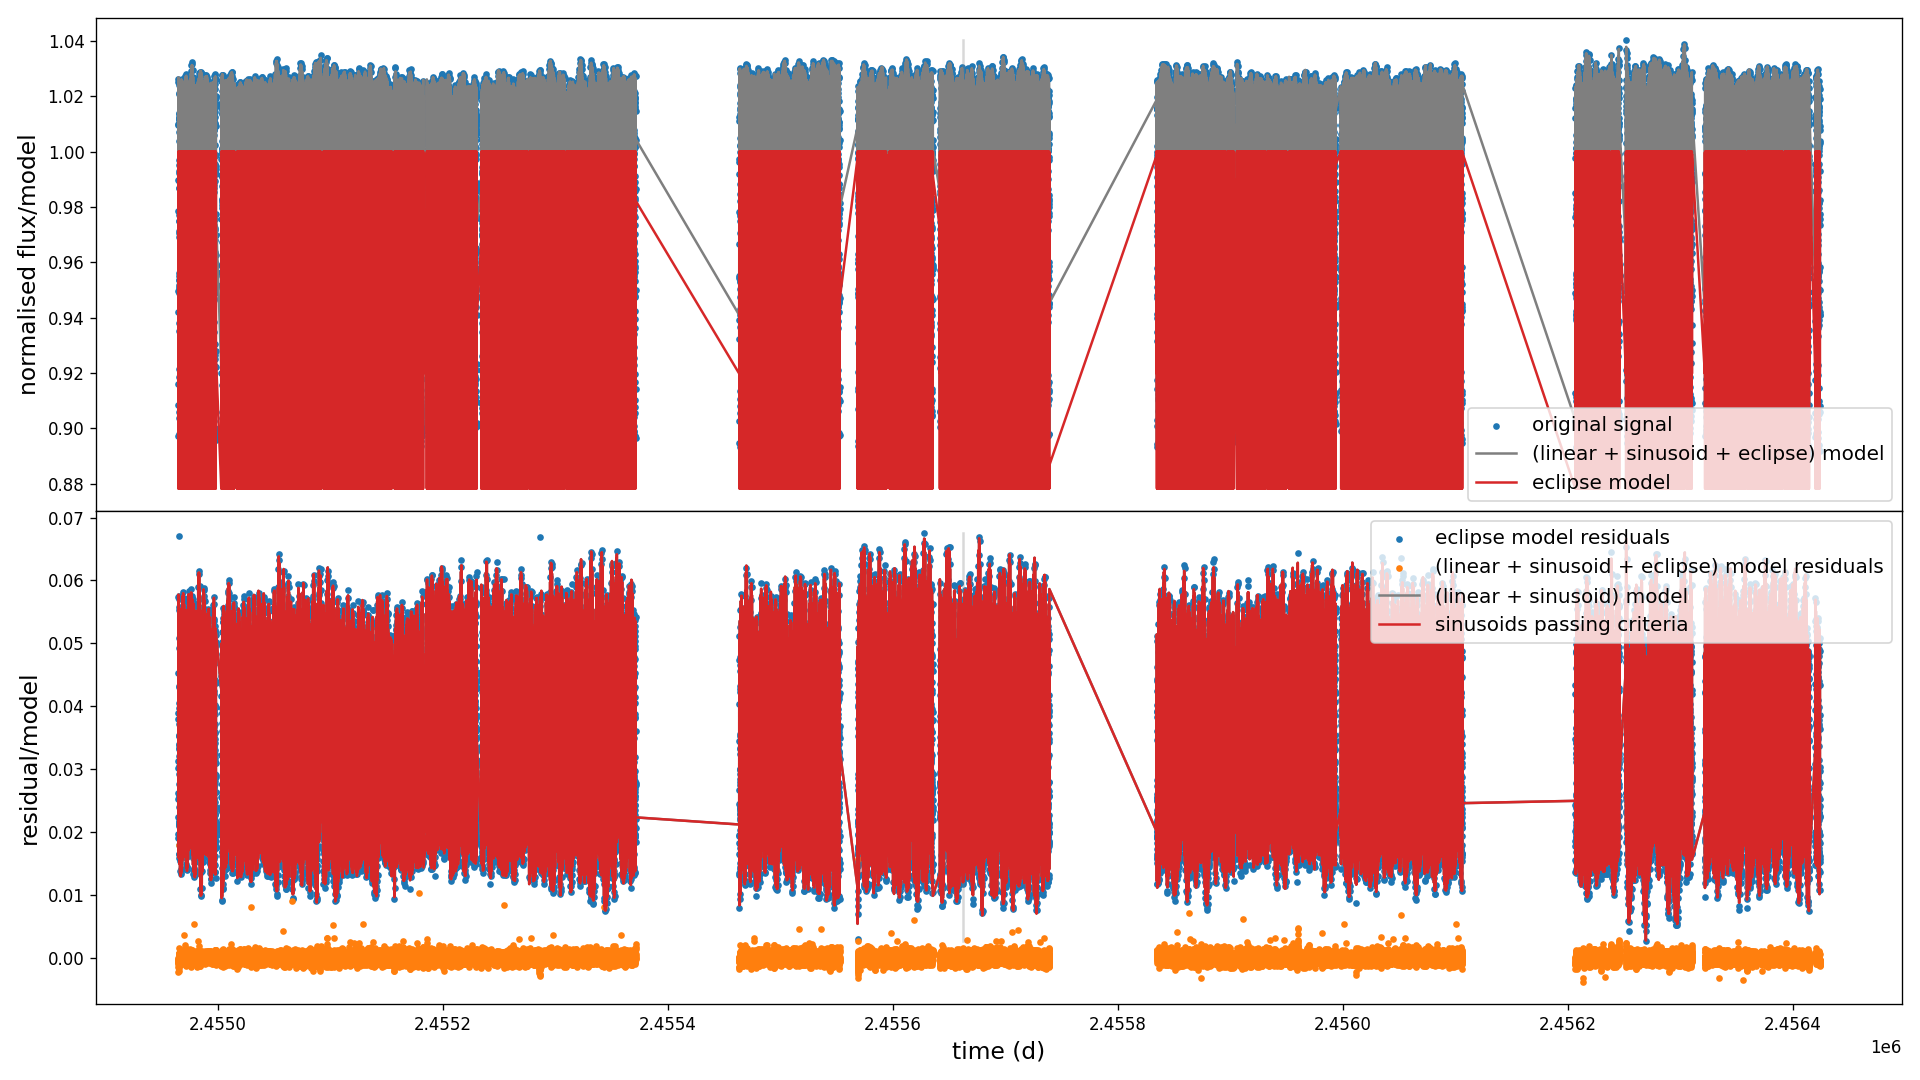 1.04
1.02
1.00
0.98
0.96
0.94
0.92
0.90
0.88
normalised flux/model
original signal
(linear + sinusoid + eclipse) model
eclipse model
0.07
0.06
0.05
0.04
0.03
0.02
0.01
0.00
residual/model
eclipse model residuals
(linear + sinusoid + eclipse) model residuals
(linear + sinusoid) model
sinusoids passing criteria
2.4550 2.4552 2.4554 2.4556 2.4558 2.4560 2.4562 2.4564
time (d)
1e6